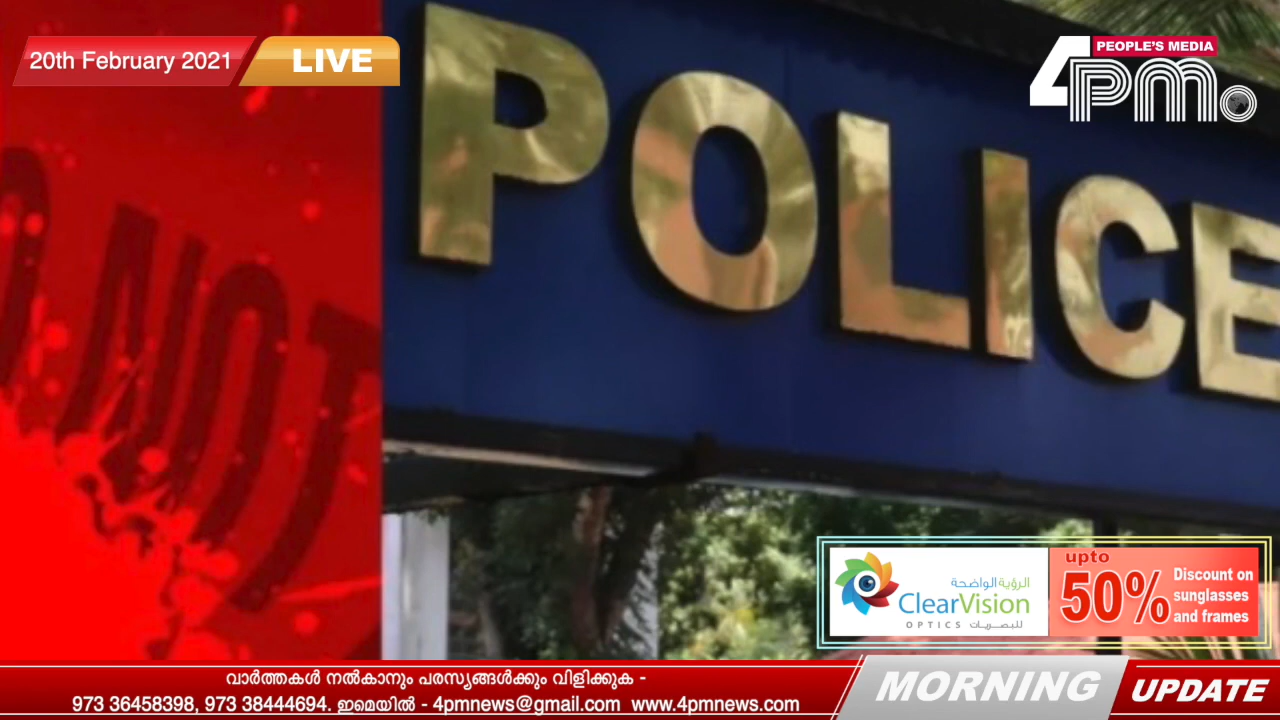 20th February 2021
LIVE
PEOPLE'S MEDIA
4pm
NOT
POLICE
الرؤية الواضحة
ClearVision
OPTICS للبصريات
upto
50%
Discount on
sunglasses
and frames
വാർത്തകൾ നൽകാനും പരസ്യങ്ങൾക്കും വിളിക്കുക -
973 36458398, 973 38444694. ഇമെയിൽ - 4pmnews@gmail.com www.4pmnews.com
MORNING UPDATE